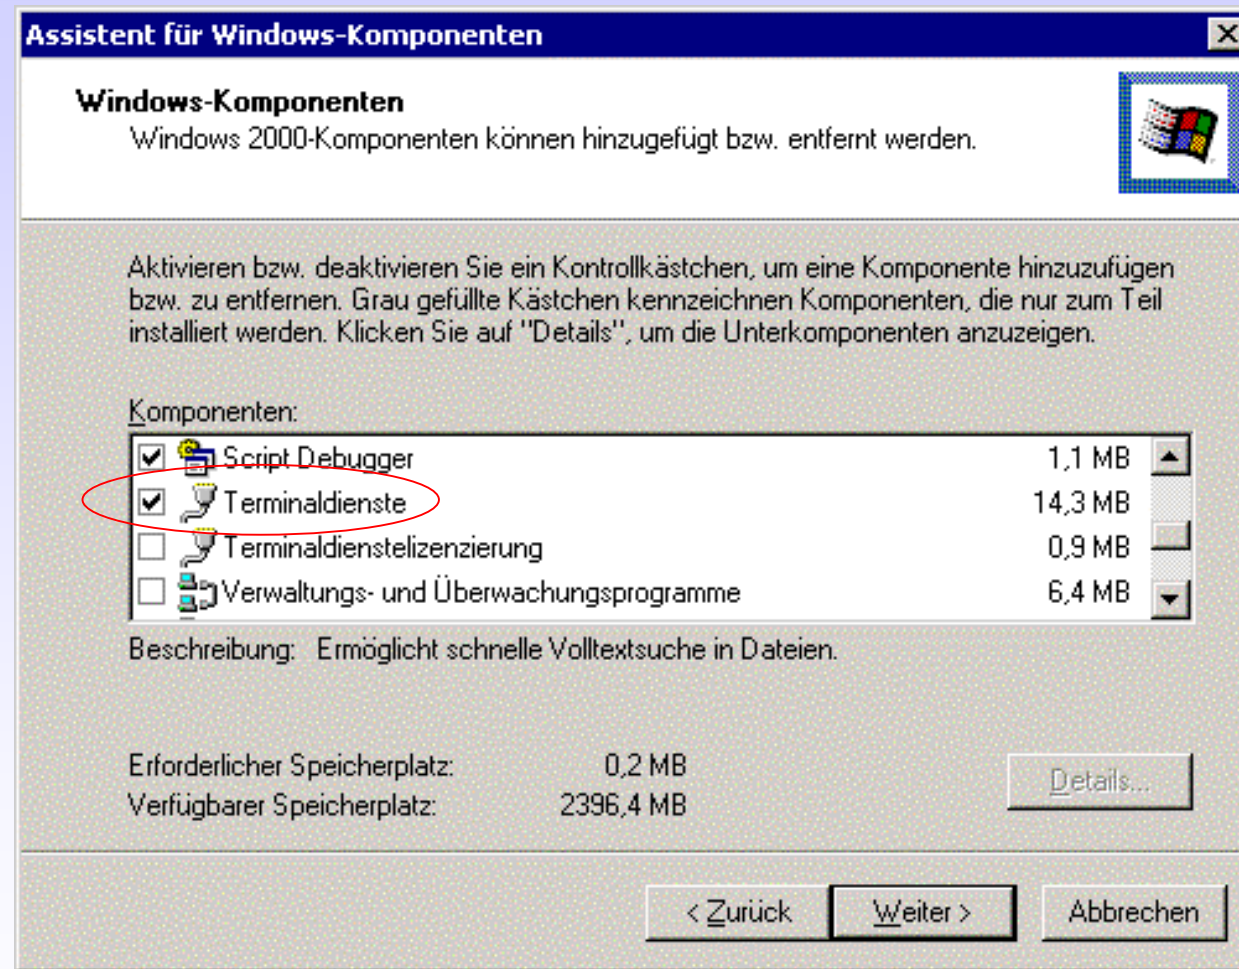 Assistent für Windows-Komponenten
Windows-Komponenten
Windows 2000-Komponenten können hinzugefügt bzw. entfernt werden.
Aktivieren bzw. deaktivieren Sie ein Kontrollkästchen, um eine Komponente hinzuzufügen
bzw. zu entfernen. Grau gefüllte Kästchen kennzeichnen Komponenten, die nur zum Teil
installiert werden. Klicken Sie auf "Details", um die Unterkomponenten anzuzeigen.
Komponenten:
Script Debugger 1,1 MB
Terminaldienste 14,3 MB
Terminaldienstelizenzierung 0,9 MB
Verwaltungs- und Überwachungsprogramme 6,4 MB
Beschreibung: Ermöglicht schnelle Volltextsuche in Dateien.
Erforderlicher Speicherplatz: 0,2 MB
Verfügbarer Speicherplatz: 2396,4 MB
Details...
< Zurück Weiter > Abbrechen